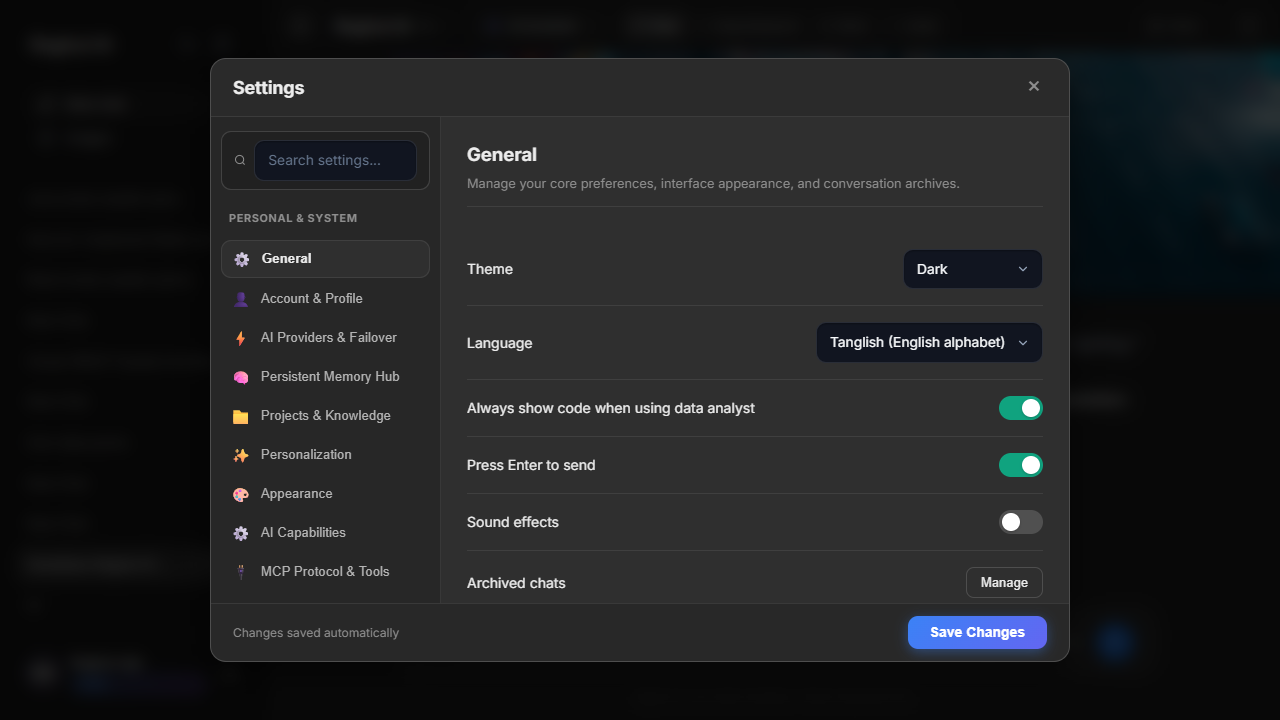 Settings
Search settings...
PERSONAL & SYSTEM
General
Account & Profile
AI Providers & Failover
Persistent Memory Hub
Projects & Knowledge
Personalization
Appearance
AI Capabilities
MCP Protocol & Tools
General
Manage your core preferences, interface appearance, and conversation archives.
Theme
Dark
Language
Tanglish (English alphabet)
Always show code when using data analyst
Press Enter to send
Sound effects
Archived chats
Manage
Changes saved automatically
Save Changes